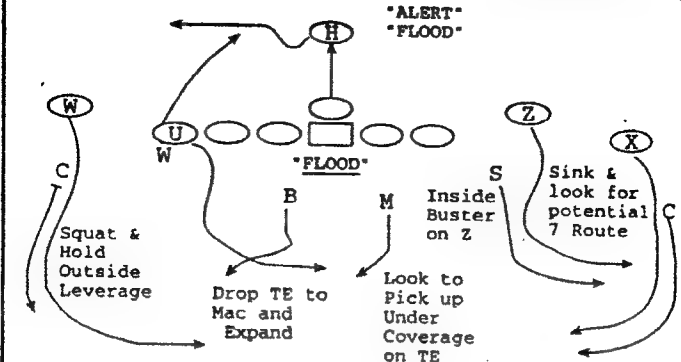 "ALERT"
"FLOOD"
H
W
U
W
Z
X
"FLOOD"
C
B
M
S
C
Inside
Buster
on Z
Sink &
look for
potential
7 Route
Squat &
Hold
Outside
Leverage
Drop TE to
Mac and
Expand
Look to
Pick up
Under
Coverage
on TE